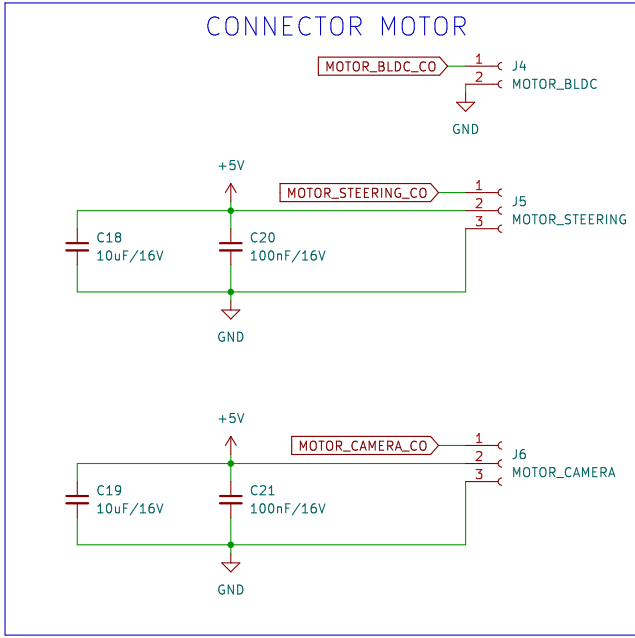 CONNECTOR MOTOR
MOTOR_BLDC_CO
1
2
J4
MOTOR_BLDC
GND
+5V
MOTOR_STEERING_CO
1
2
3
J5
MOTOR_STEERING
C18
10uF/16V
C20
100nF/16V
GND
+5V
MOTOR_CAMERA_CO
1
2
3
J6
MOTOR_CAMERA
C19
10uF/16V
C21
100nF/16V
GND